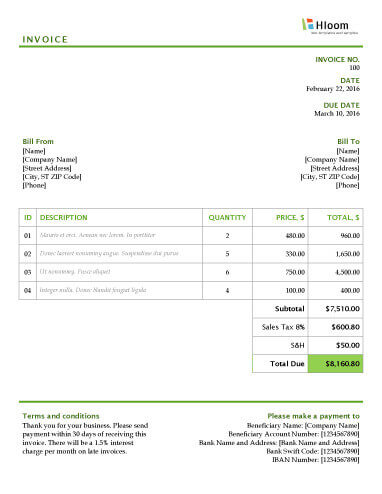 Hloom
INVOICE
INVOICE NO.
100
DATE
February 22, 2016
DUE DATE
March 10, 2016
Bill From
[Name]
[Company Name]
[Street Address]
[City, ST ZIP Code]
[Phone]
Bill To
[Name]
[Company Name]
[Street Address]
[City, ST ZIP Code]
[Phone]
ID DESCRIPTION QUANTITY PRICE, $ TOTAL, $
01 Mauris et orci. Aenean nec lorem. In porttitor 2 480.00 960.00
02 Donec laoreet nonummy augue. Suspendisse dui purus 5 330.00 1,650.00
03 Ut nonummy. Fusce aliquet 6 750.00 4,500.00
04 Integer nulla. Donec blandit feugiat ligula 4 100.00 400.00
Subtotal $7,510.00
Sales Tax 8% $600.80
S&H $50.00
Total Due $8,160.80
Terms and conditions
Thank you for your business. Please send
payment within 30 days of receiving this
invoice. There will be a 1.5% interest
charge per month on late invoices.
Please make a payment to
Beneficiary Name: [Company Name]
Beneficiary Account Number: [1234567890]
Bank Name and Address: [Bank Name and Address]
Bank Swift Code: [1234567890]
IBAN Number: [1234567890]